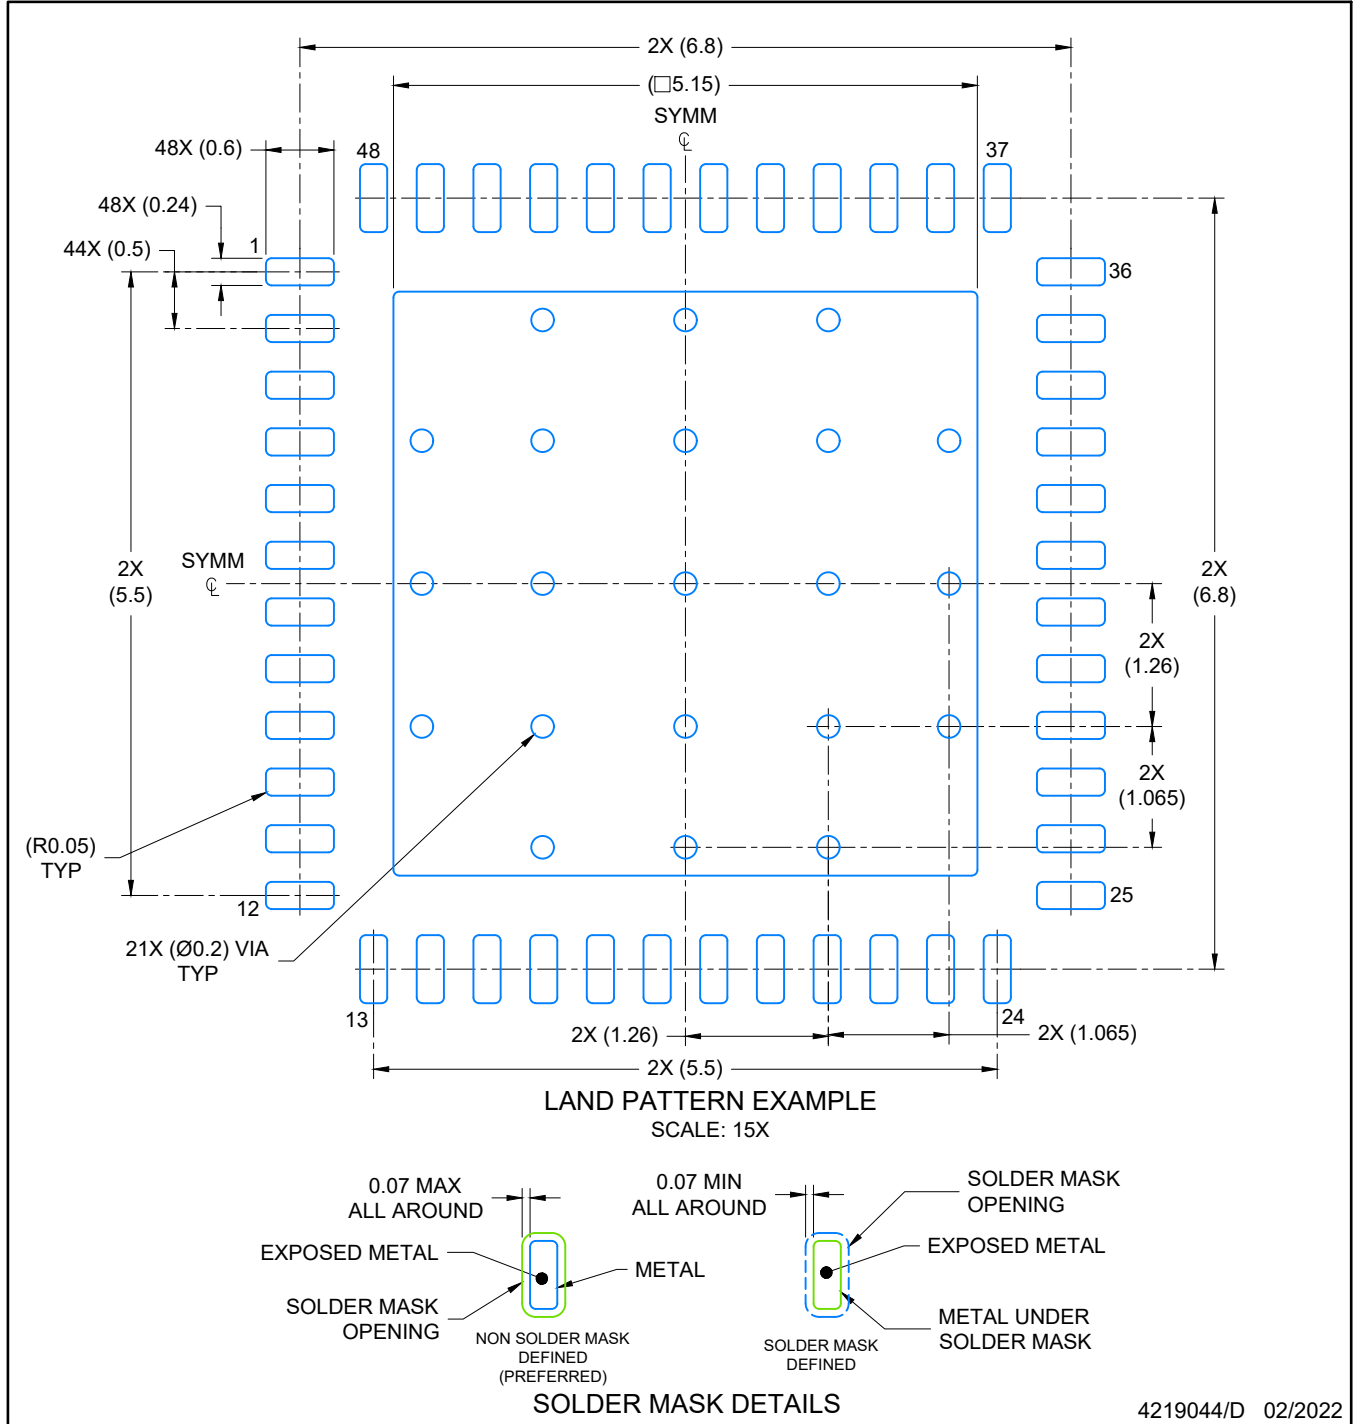 2X (6.8)
(□5.15)
SYMM
℄
48X (0.6)
48
37
48X (0.24)
44X (0.5)
1
36
SYMM
℄
2X
(5.5)
2X
(6.8)
2X
(1.26)
2X
(1.065)
(R0.05)
TYP
12
25
21X (Ø0.2) VIA
TYP
13
24
2X (1.26)
2X (1.065)
2X (5.5)
LAND PATTERN EXAMPLE
SCALE: 15X
0.07 MAX
ALL AROUND
0.07 MIN
ALL AROUND
SOLDER MASK
OPENING
EXPOSED METAL
EXPOSED METAL
METAL
SOLDER MASK
OPENING
METAL UNDER
SOLDER MASK
NON SOLDER MASK
DEFINED
(PREFERRED)
SOLDER MASK
DEFINED
SOLDER MASK DETAILS
4219044/D 02/2022